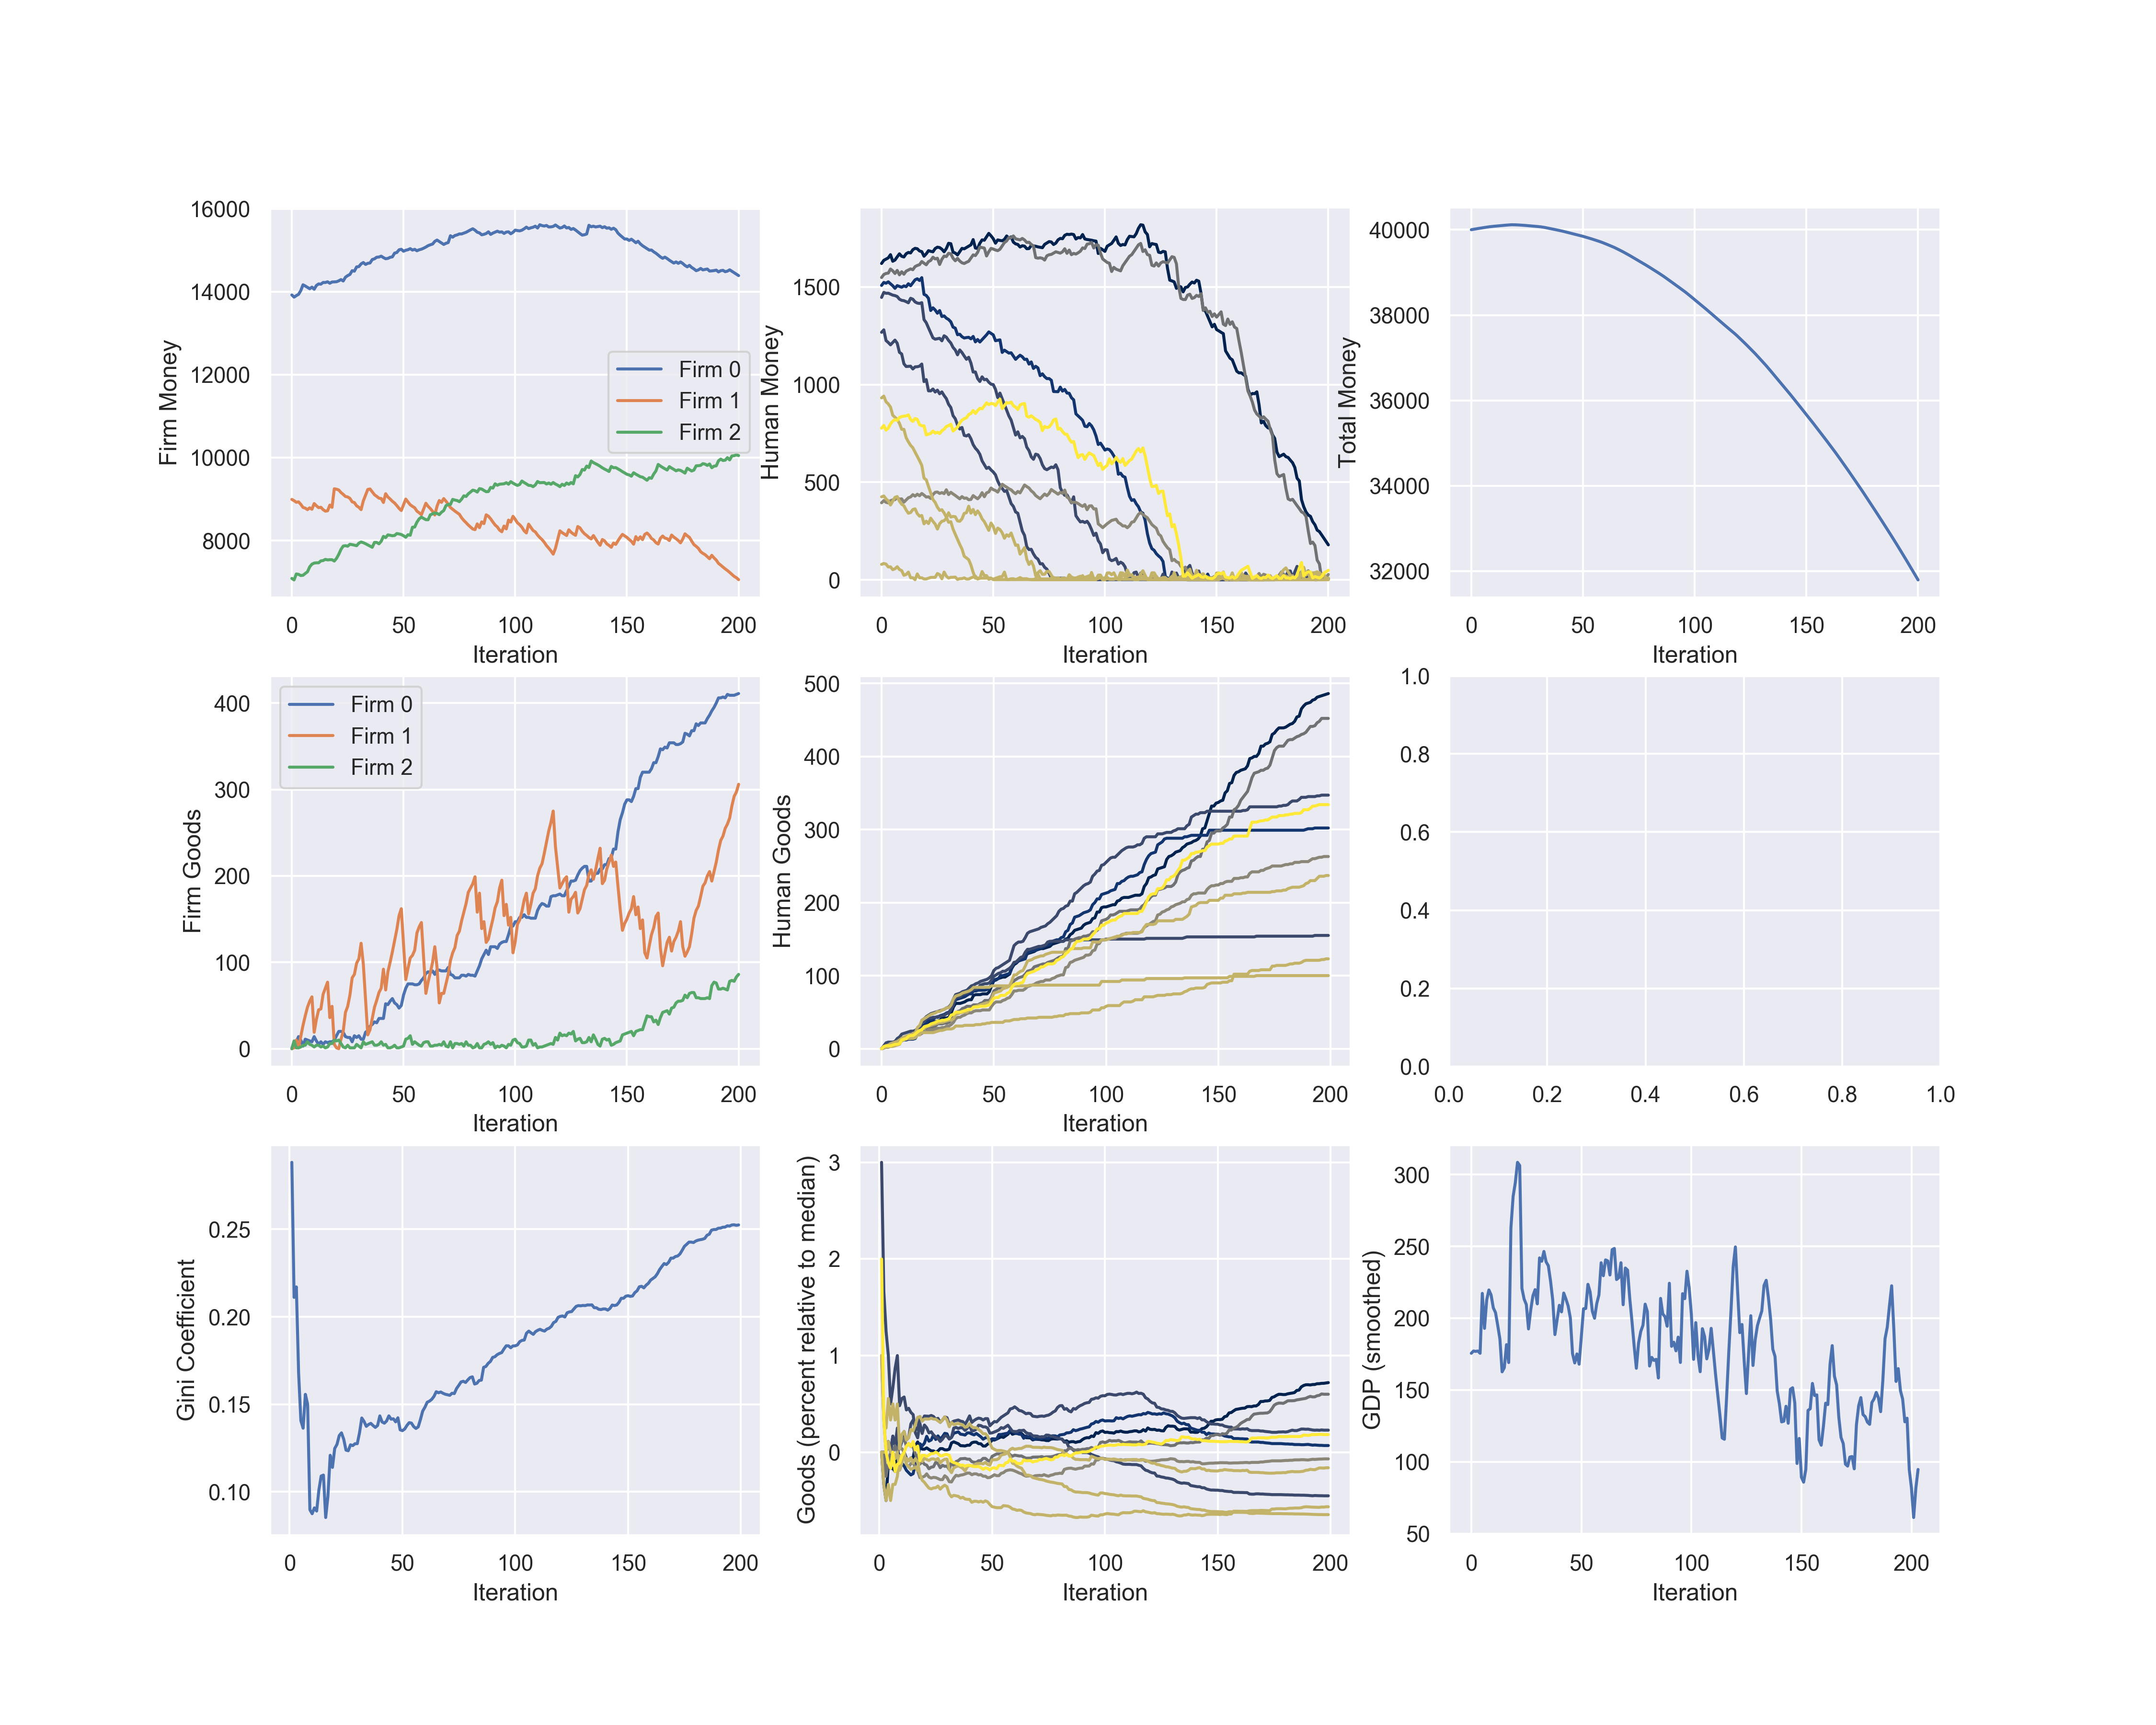 16000
14000
12000
10000
8000
Firm Money
Firm 0
Firm 1
Firm 2
0 50 100 150 200
Iteration
1500
1000
500
0
Human Money
0 50 100 150 200
Iteration
40000
38000
36000
34000
32000
Total Money
0 50 100 150 200
Iteration
400
300
200
100
0
Firm Goods
Firm 0
Firm 1
Firm 2
0 50 100 150 200
Iteration
500
400
300
200
100
0
Human Goods
0 50 100 150 200
Iteration
1.0
0.8
0.6
0.4
0.2
0.0
0.0 0.2 0.4 0.6 0.8 1.0
0.25
0.20
0.15
0.10
Gini Coefficient
0 50 100 150 200
Iteration
3
2
1
0
Goods (percent relative to median)
0 50 100 150 200
Iteration
300
250
200
150
100
50
GDP (smoothed)
0 50 100 150 200
Iteration